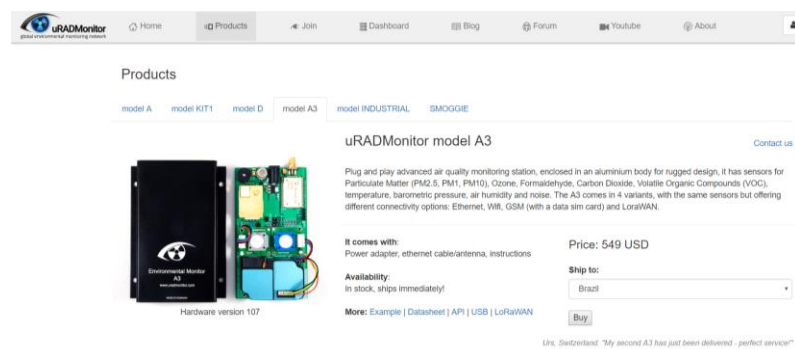 uRADMonitor
global environmental monitoring network
Home
Products
Join
Dashboard
Blog
Forum
Youtube
About
Products
model A
model KIT1
model D
model A3
model INDUSTRIAL
SMOGGIE
uRADMonitor model A3
Contact us
Plug and play advanced air quality monitoring station, enclosed in an aluminium body for rugged design, it has sensors for
Particulate Matter (PM2.5, PM1, PM10), Ozone, Formaldehyde, Carbon Dioxide, Volatile Organic Compounds (VOC),
temperature, barometric pressure, air humidity and noise. The A3 comes in 4 variants, with the same sensors but offering
different connectivity options: Ethernet, Wifi, GSM (with a data sim card) and LoraWAN.
Environmental Monitor
A3
www.uradmonitor.com
Hardware version 107
It comes with:
Power adapter, ethernet cable/antenna, instructions
Availability:
In stock, ships immediately!
More: Example | Datasheet | API | USB | LoRaWAN
Price: 549 USD
Ship to:
Brazil
Buy
Urs, Switzerland: "My second A3 has just been delivered - perfect service!"